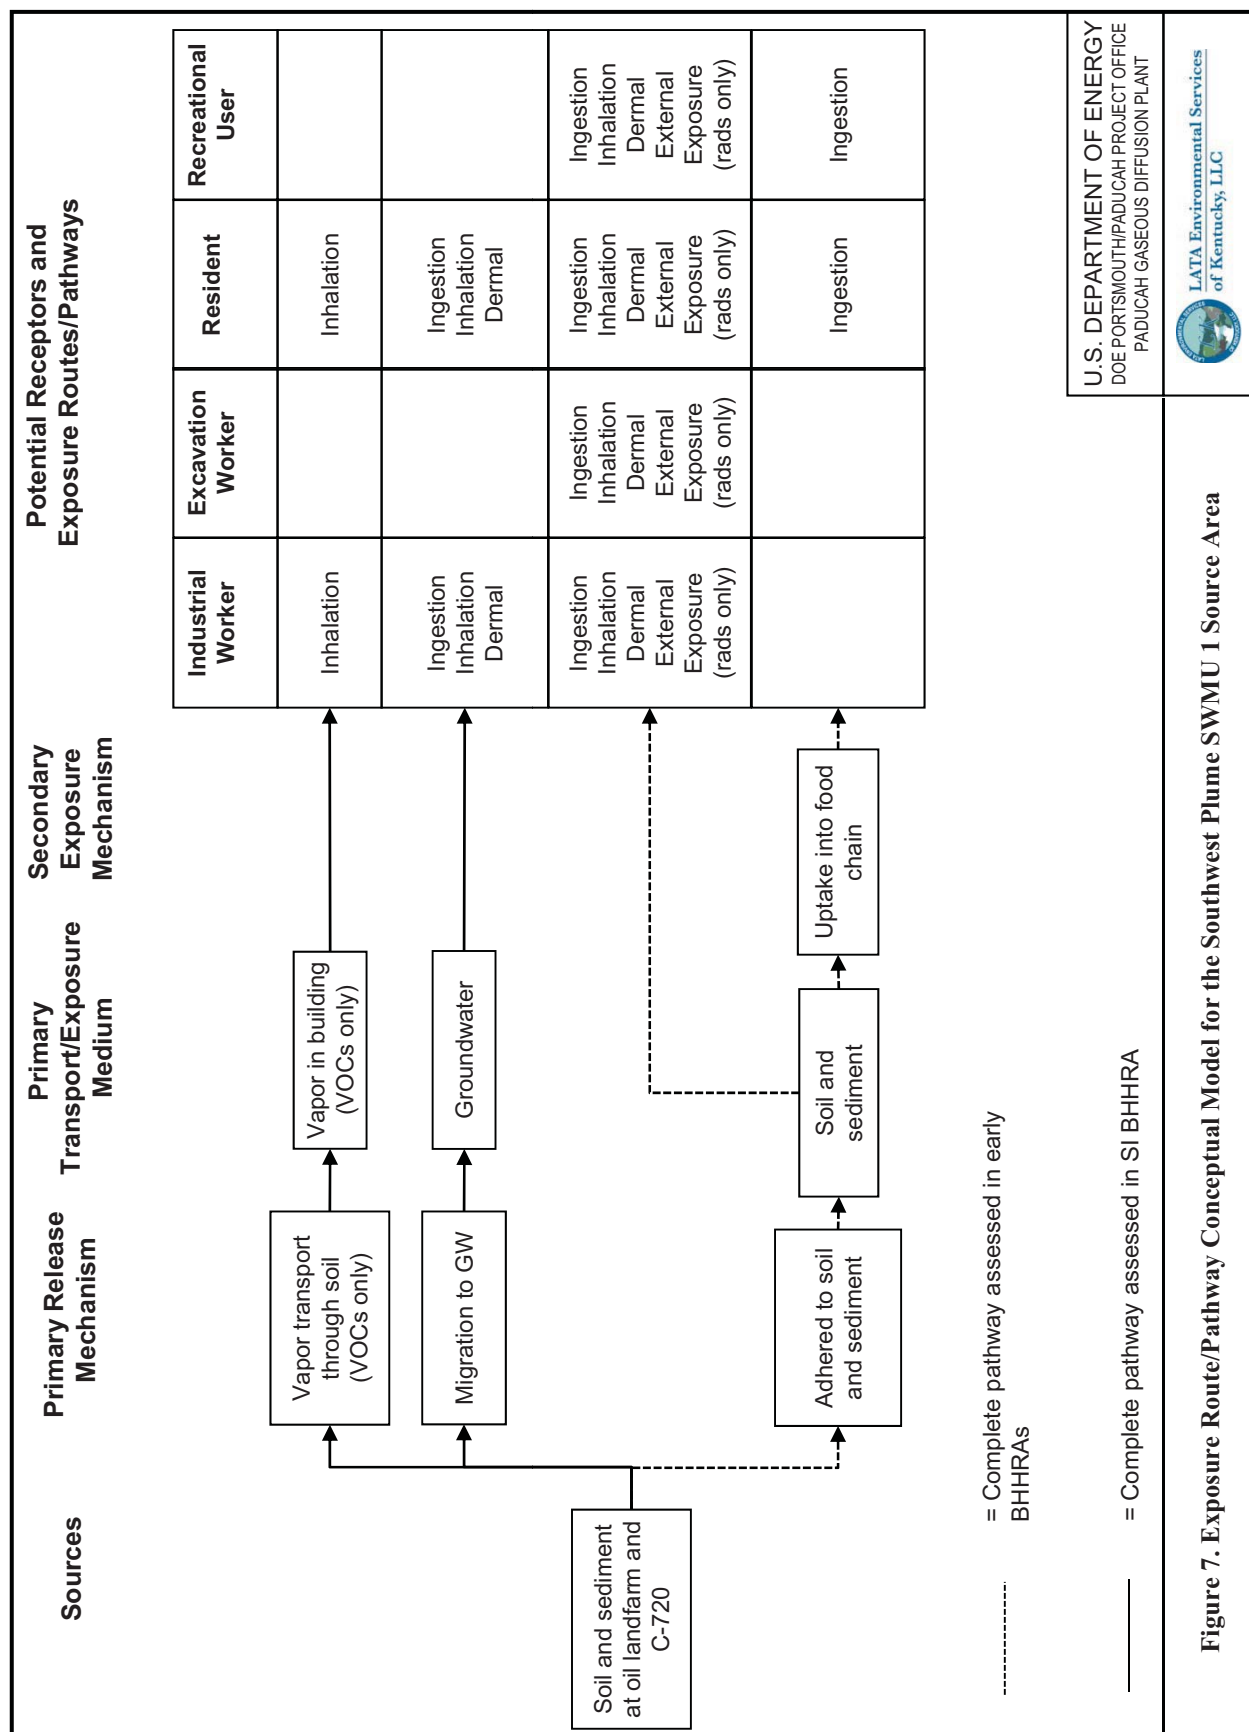 Sources
Primary Release
Mechanism
Primary
Transport/Exposure
Medium
Secondary
Exposure
Mechanism
Potential Receptors and
Exposure Routes/Pathways
Soil and sediment
at oil landfarm and
C-720
Vapor transport
through soil
(VOCs only)
Vapor in building
(VOCs only)
Migration to GW
Groundwater
Adhered to soil
and sediment
Soil and
sediment
Uptake into food
chain
Industrial
Worker
Excavation
Worker
Resident
Recreational
User
Inhalation
Inhalation
Ingestion
Inhalation
Dermal
Ingestion
Inhalation
Dermal
Ingestion
Inhalation
Dermal
External
Exposure
(rads only)
Ingestion
Inhalation
Dermal
External
Exposure
(rads only)
Ingestion
Inhalation
Dermal
External
Exposure
(rads only)
Ingestion
Inhalation
Dermal
External
Exposure
(rads only)
Ingestion
Ingestion
= Complete pathway assessed in early
BHHRAs
= Complete pathway assessed in SI BHHRA
U.S. DEPARTMENT OF ENERGY
DOE PORTSMOUTH/PADUCAH PROJECT OFFICE
PADUCAH GASEOUS DIFFUSION PLANT
LATA Environmental Services
of Kentucky, LLC
Figure 7. Exposure Route/Pathway Conceptual Model for the Southwest Plume SWMU 1 Source Area